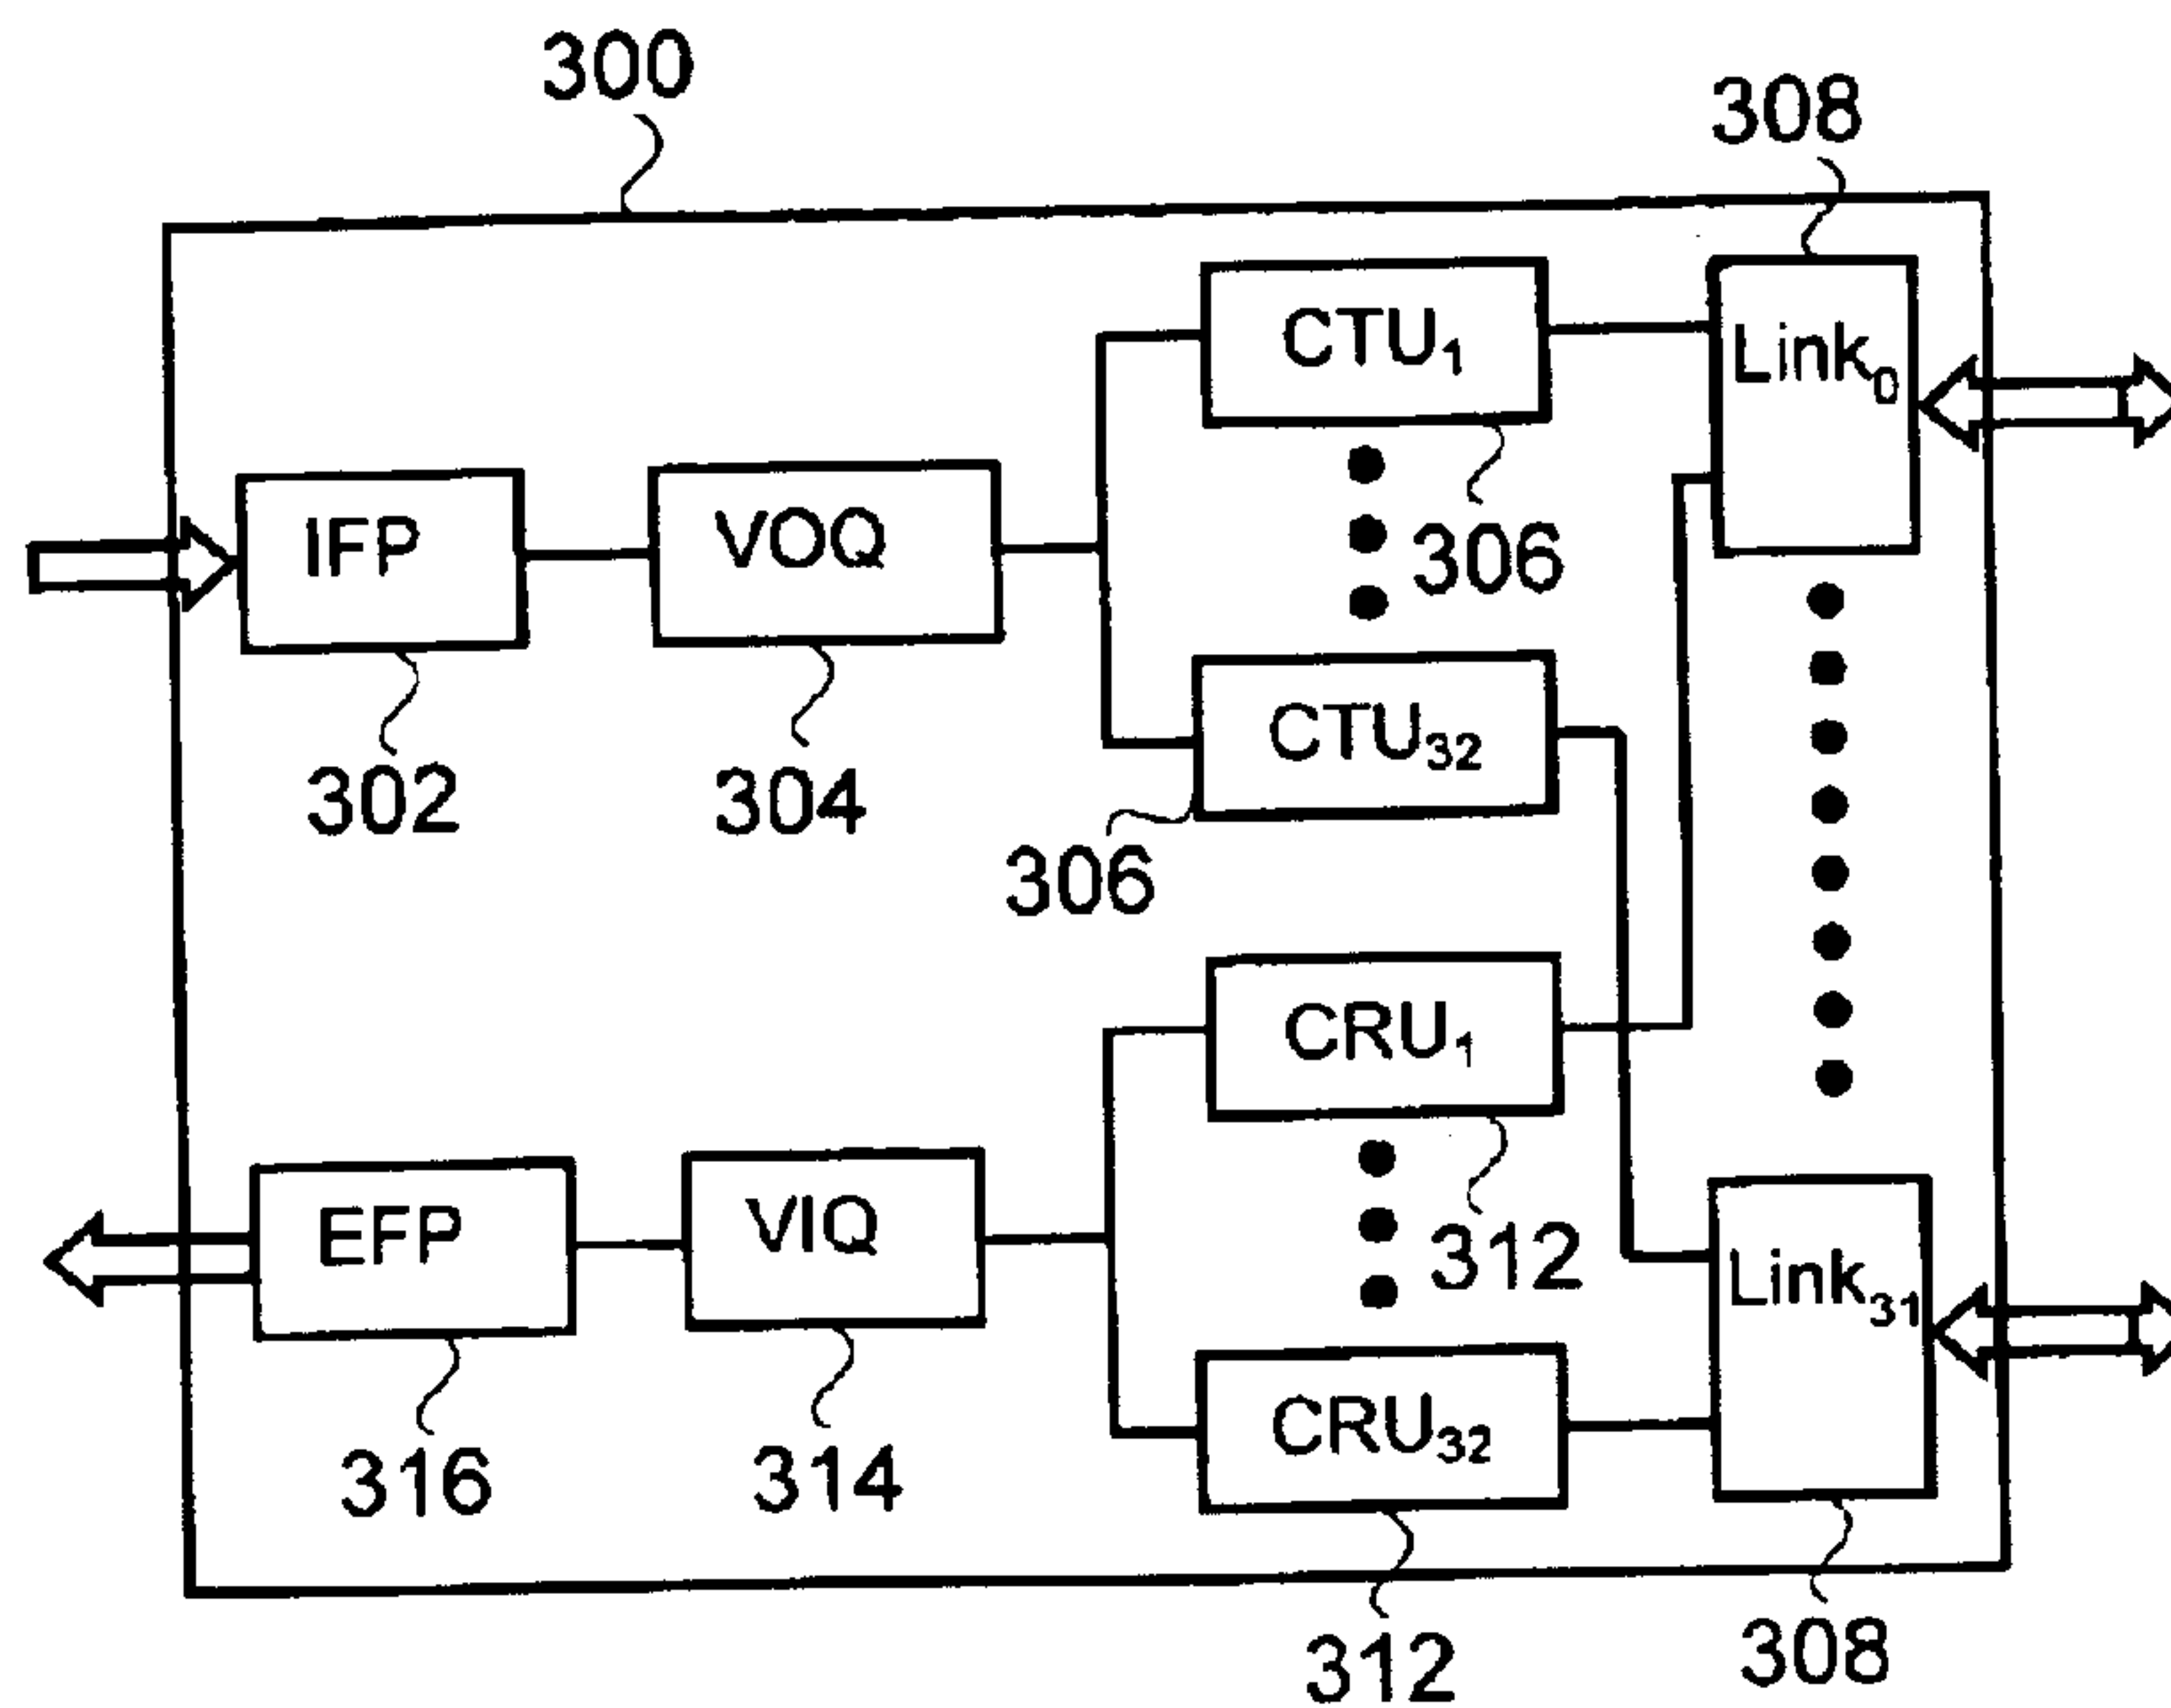 300
308
CTU1
Link0
IFP
VOQ
306
CTU32
302
304
306
CRU1
EFP
VIQ
312
Link31
CRU32
316
314
312
308